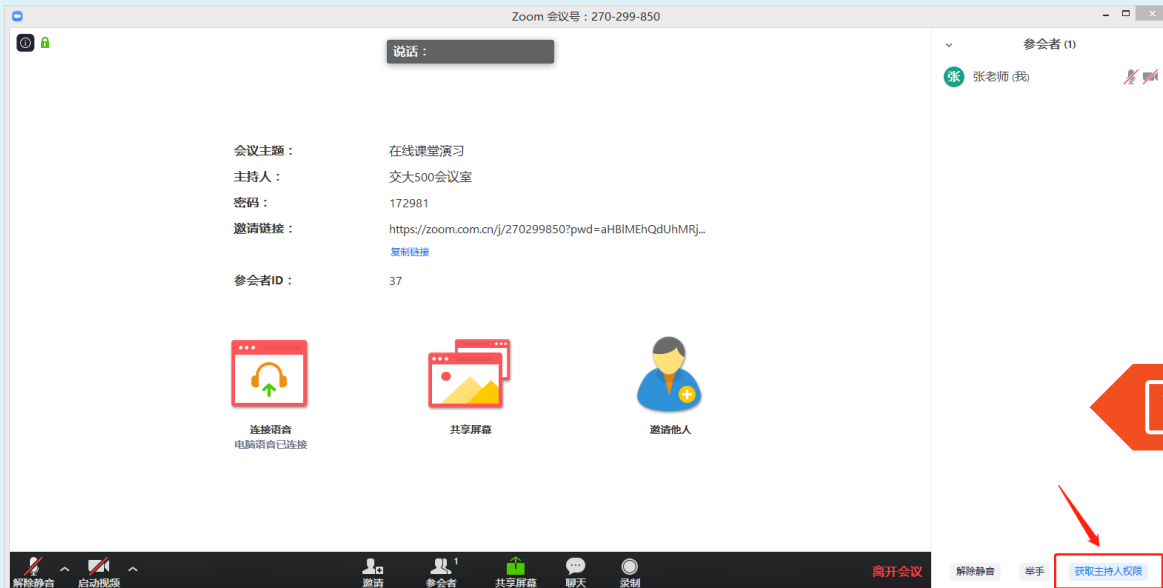 Zoom 会议号：270-299-850
说话：
参会者 (1)
张 张老师 (我)
会议主题： 在线课堂演习
主持人： 交大500会议室
密码： 172981
邀请链接： https://zoom.com.cn/j/270299850?pwd=aHBlMEhQdUhMRj...
复制链接
参会者ID： 37
连接语音 共享屏幕 邀请他人
电脑语音已连接
解除静音 启动视频 邀请 参会者 1 共享屏幕 聊天 录制 离开会议
解除静音 举手 获取主持人权限